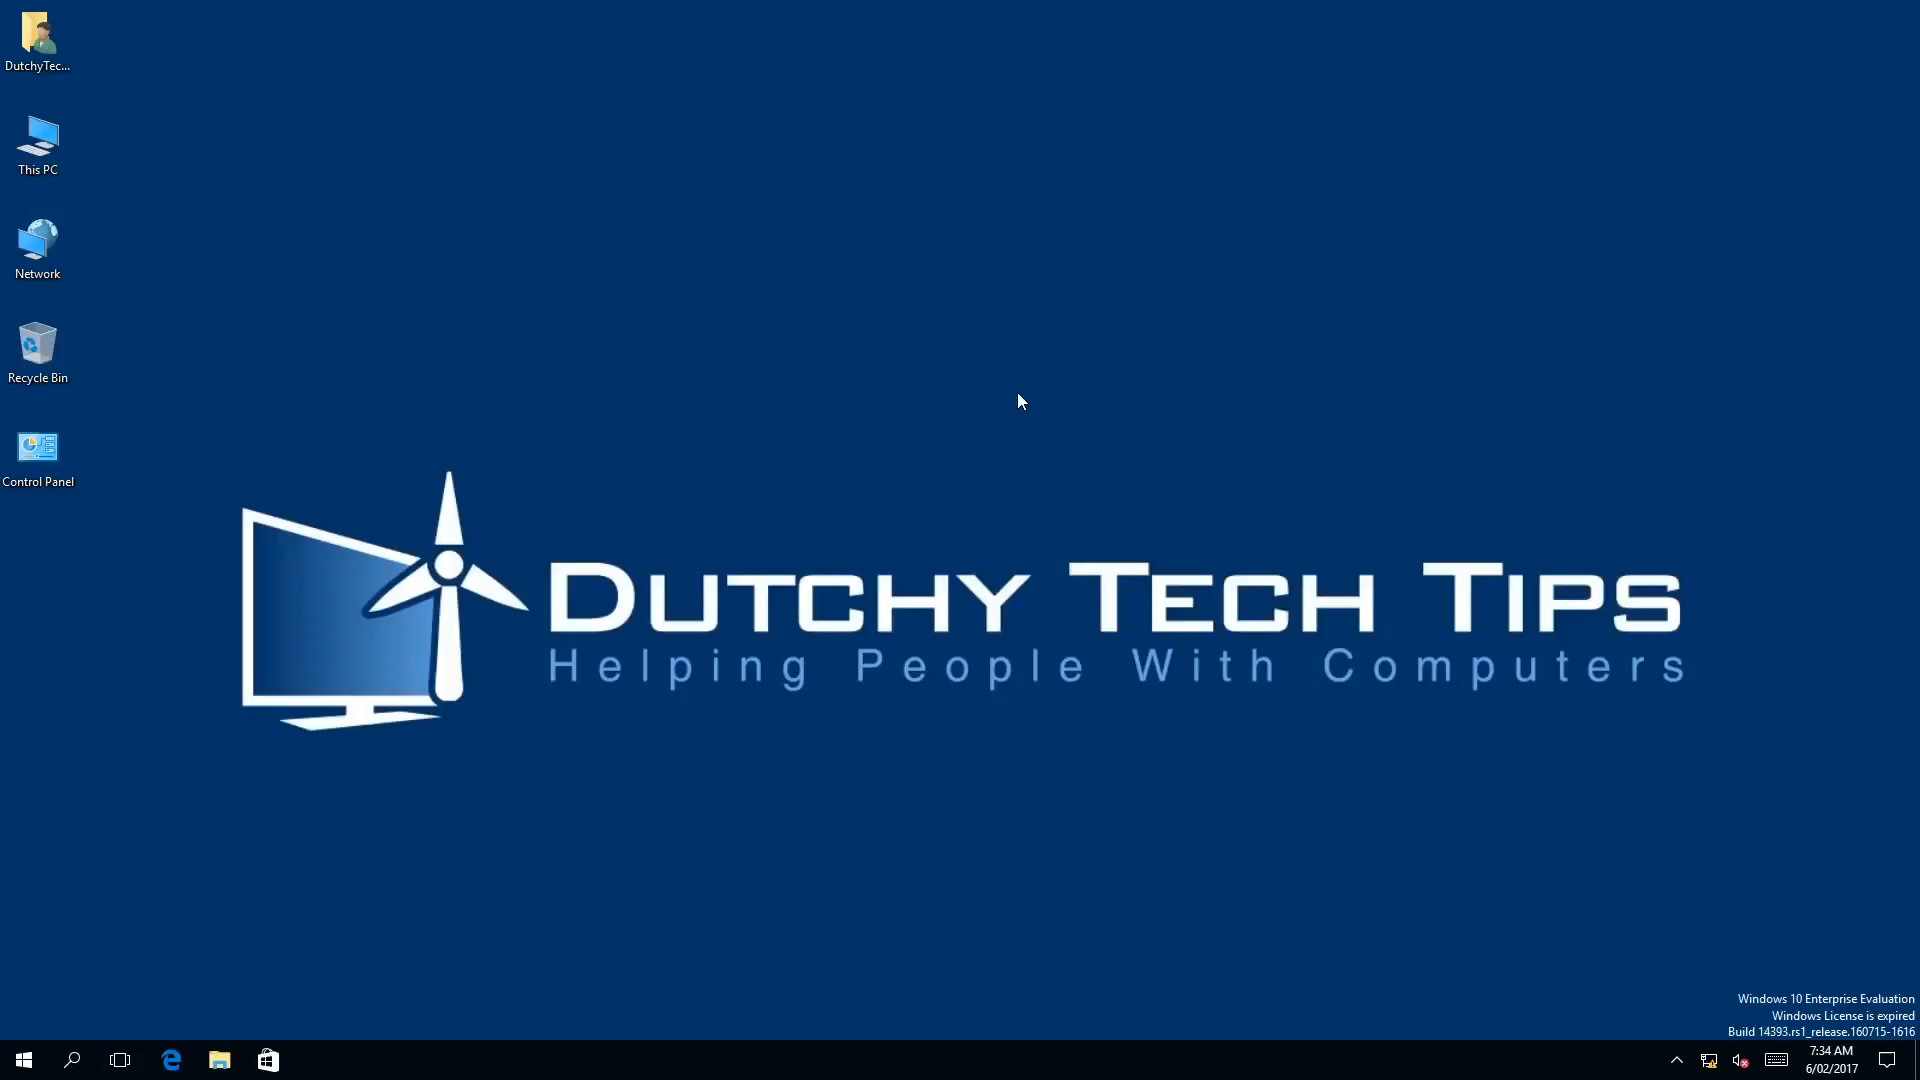 DutchyTec...
This PC
Network
Recycle Bin
Control Panel
DUTCHY TECH TIPS
Helping People With Computers
Windows 10 Enterprise Evaluation
Windows License is expired
Build 14393.rs1_release.160715-1616
7:34 AM
6/02/2017